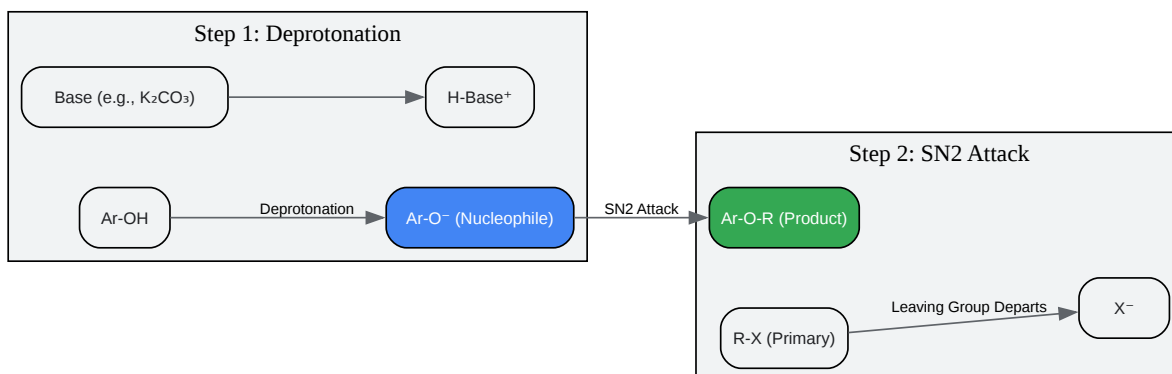 Step 1: Deprotonation
Base (e.g., K₂CO₃)
H-Base⁺
Ar-OH
Deprotonation
Ar-O⁻ (Nucleophile)
SN2 Attack
Step 2: SN2 Attack
Ar-O-R (Product)
R-X (Primary)
Leaving Group Departs
X⁻